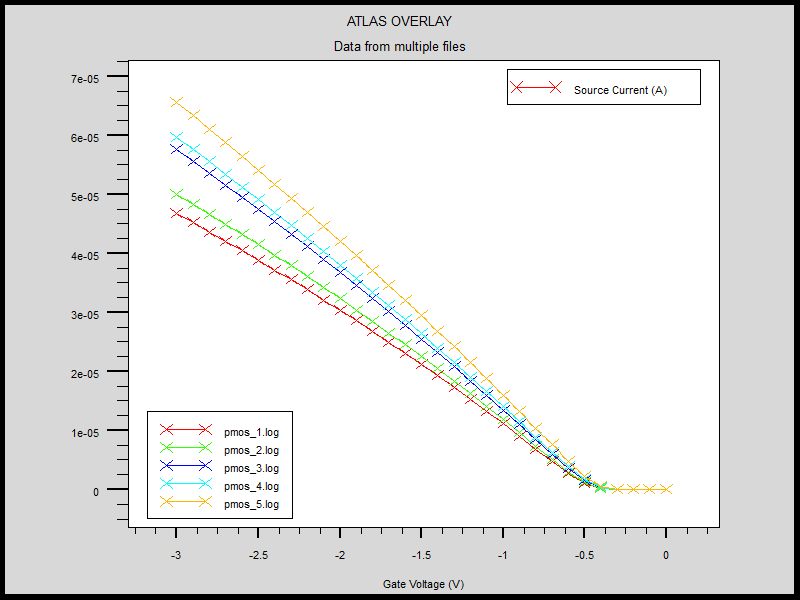 ATLAS OVERLAY
Data from multiple files
Source Current (A)
7e-05
6e-05
5e-05
4e-05
3e-05
2e-05
1e-05
0
pmos_1.log
pmos_2.log
pmos_3.log
pmos_4.log
pmos_5.log
-3 -2.5 -2 -1.5 -1 -0.5 0
Gate Voltage (V)